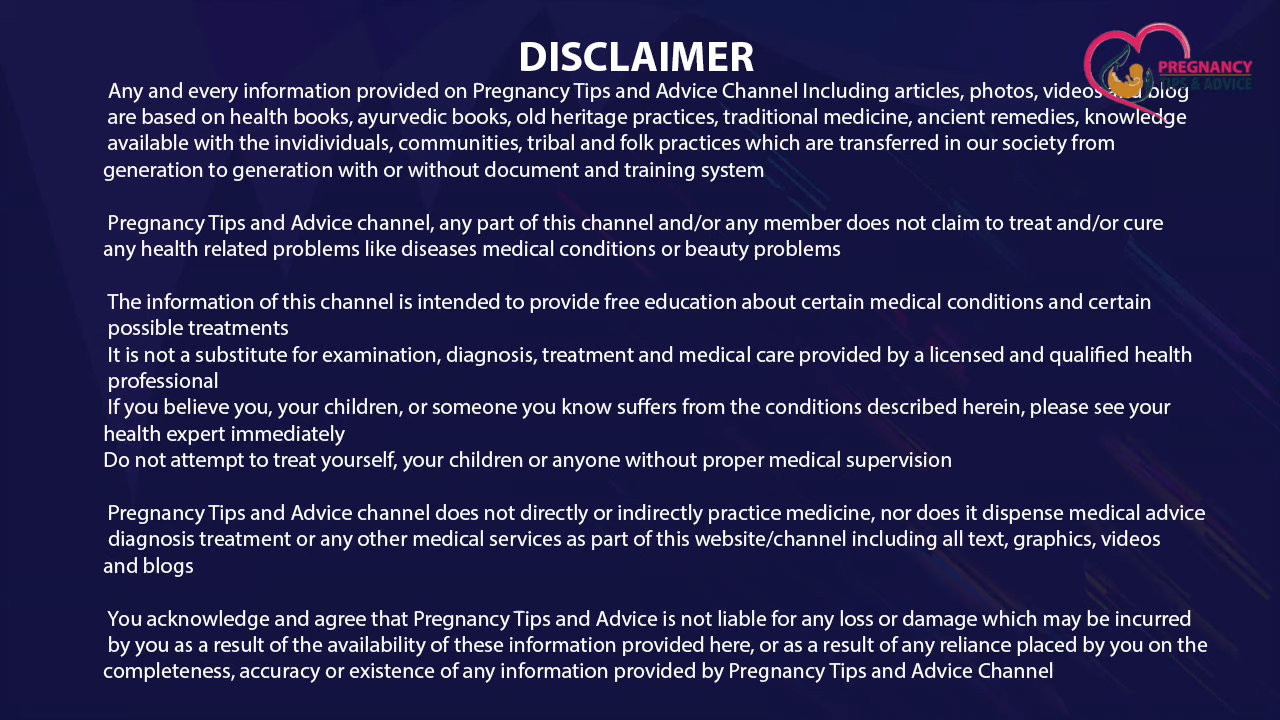 DISCLAIMER
PREGNANCY
TIPS & ADVICE
Any and every information provided on Pregnancy Tips and Advice Channel Including articles, photos, videos and blog
are based on health books, ayurvedic books, old heritage practices, traditional medicine, ancient remedies, knowledge
available with the invidividuals, communities, tribal and folk practices which are transferred in our society from
generation to generation with or without document and training system
Pregnancy Tips and Advice channel, any part of this channel and/or any member does not claim to treat and/or cure
any health related problems like diseases medical conditions or beauty problems
The information of this channel is intended to provide free education about certain medical conditions and certain
possible treatments
It is not a substitute for examination, diagnosis, treatment and medical care provided by a licensed and qualified health
professional
If you believe you, your children, or someone you know suffers from the conditions described herein, please see your
health expert immediately
Do not attempt to treat yourself, your children or anyone without proper medical supervision
Pregnancy Tips and Advice channel does not directly or indirectly practice medicine, nor does it dispense medical advice
diagnosis treatment or any other medical services as part of this website/channel including all text, graphics, videos
and blogs
You acknowledge and agree that Pregnancy Tips and Advice is not liable for any loss or damage which may be incurred
by you as a result of the availability of these information provided here, or as a result of any reliance placed by you on the
completeness, accuracy or existence of any information provided by Pregnancy Tips and Advice Channel